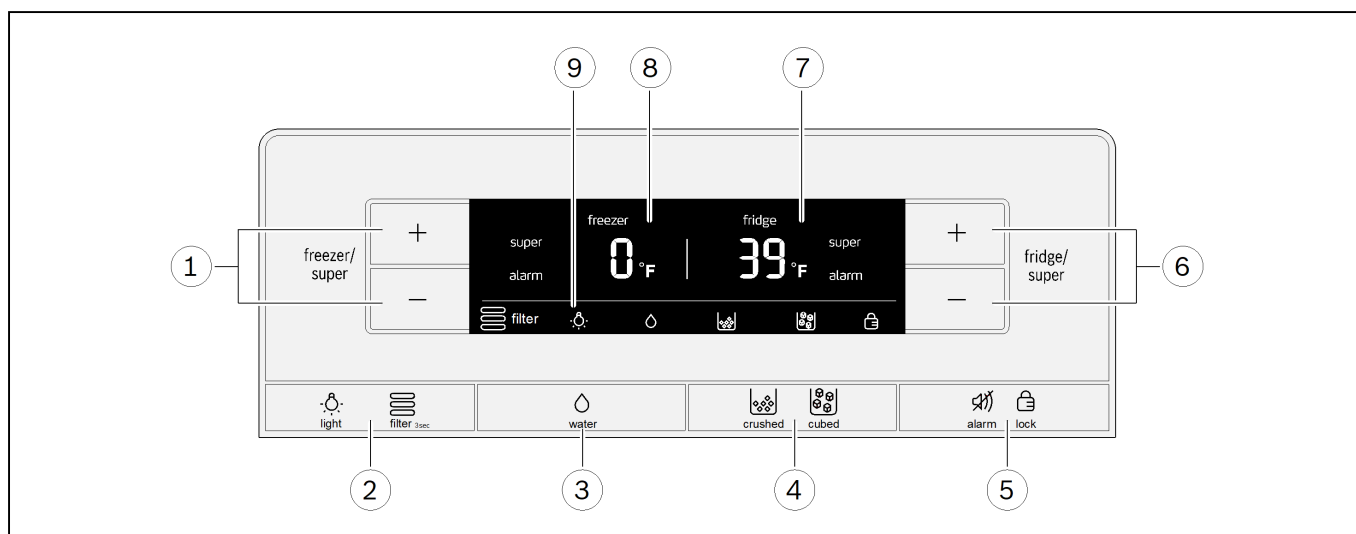 9 8 7
freezer fridge
+ super 0°F 39°F super +
1 freezer/ fridge/ 6
super super
− alarm alarm −
filter
light filter 3sec water crushed cubed alarm lock
2 3 4 5